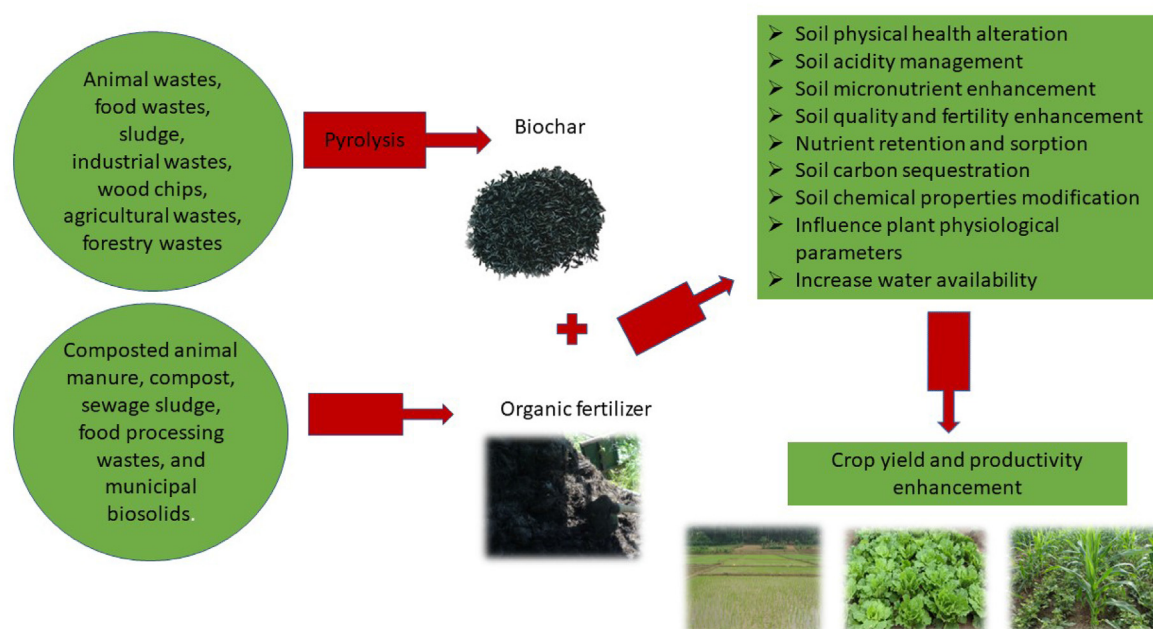 Animal wastes,
food wastes,
sludge,
industrial wastes,
wood chips,
agricultural wastes,
forestry wastes
Pyrolysis
Biochar
Composted animal
manure, compost,
sewage sludge,
food processing
wastes, and
municipal
biosolids.
Organic fertilizer
➢ Soil physical health alteration
➢ Soil acidity management
➢ Soil micronutrient enhancement
➢ Soil quality and fertility enhancement
➢ Nutrient retention and sorption
➢ Soil carbon sequestration
➢ Soil chemical properties modification
➢ Influence plant physiological
parameters
➢ Increase water availability
Crop yield and productivity
enhancement